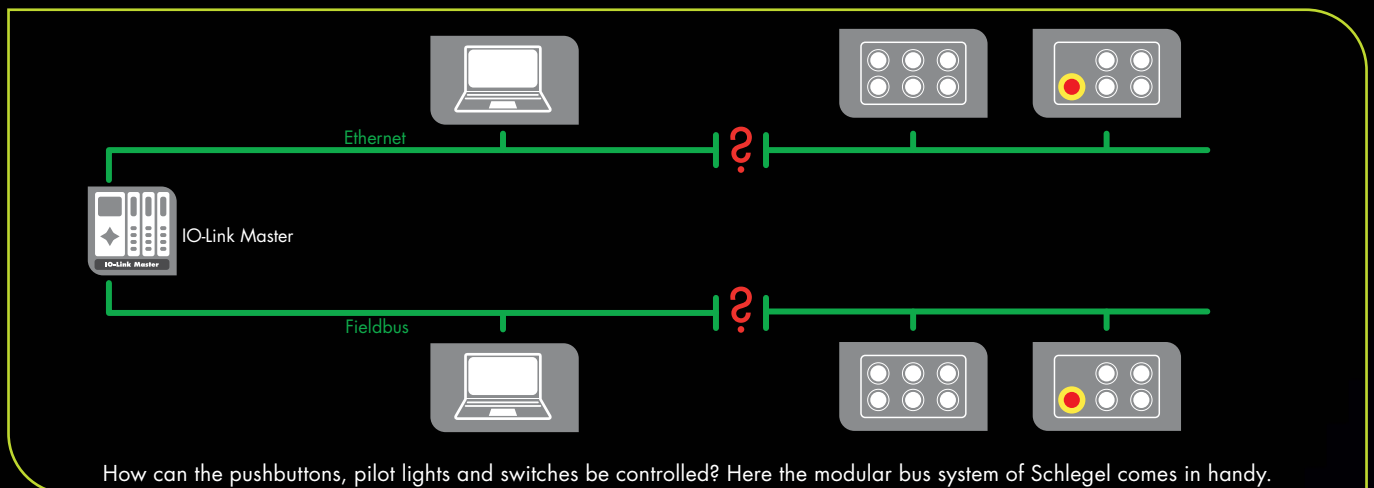 Ethernet
?
IO-Link Master
IO-Link Master
?
Fieldbus
How can the pushbuttons, pilot lights and switches be controlled? Here the modular bus system of Schlegel comes in handy.